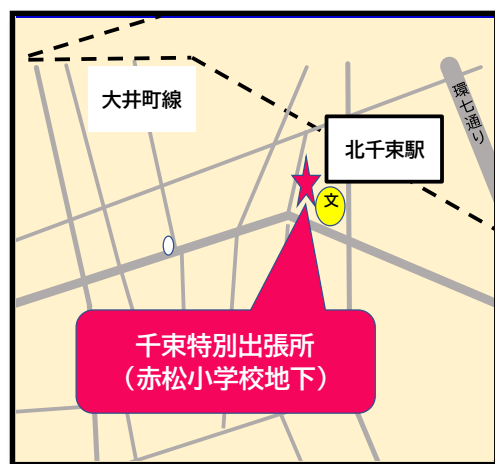 大井町線
環七通り
北千束駅
文
千束特別出張所
（赤松小学校地下）